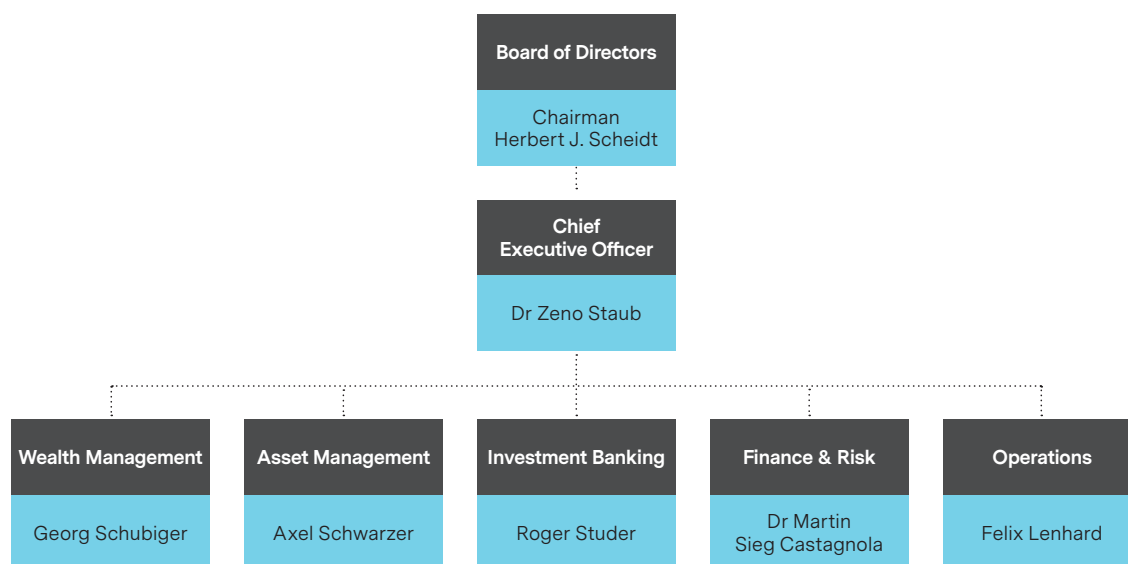 Board of Directors
Chairman
Herbert J. Scheidt
Chief
Executive Officer
Dr Zeno Staub
Wealth Management
Georg Schubiger
Asset Management
Axel Schwarzer
Investment Banking
Roger Studer
Finance & Risk
Dr Martin
Sieg Castagnola
Operations
Felix Lenhard